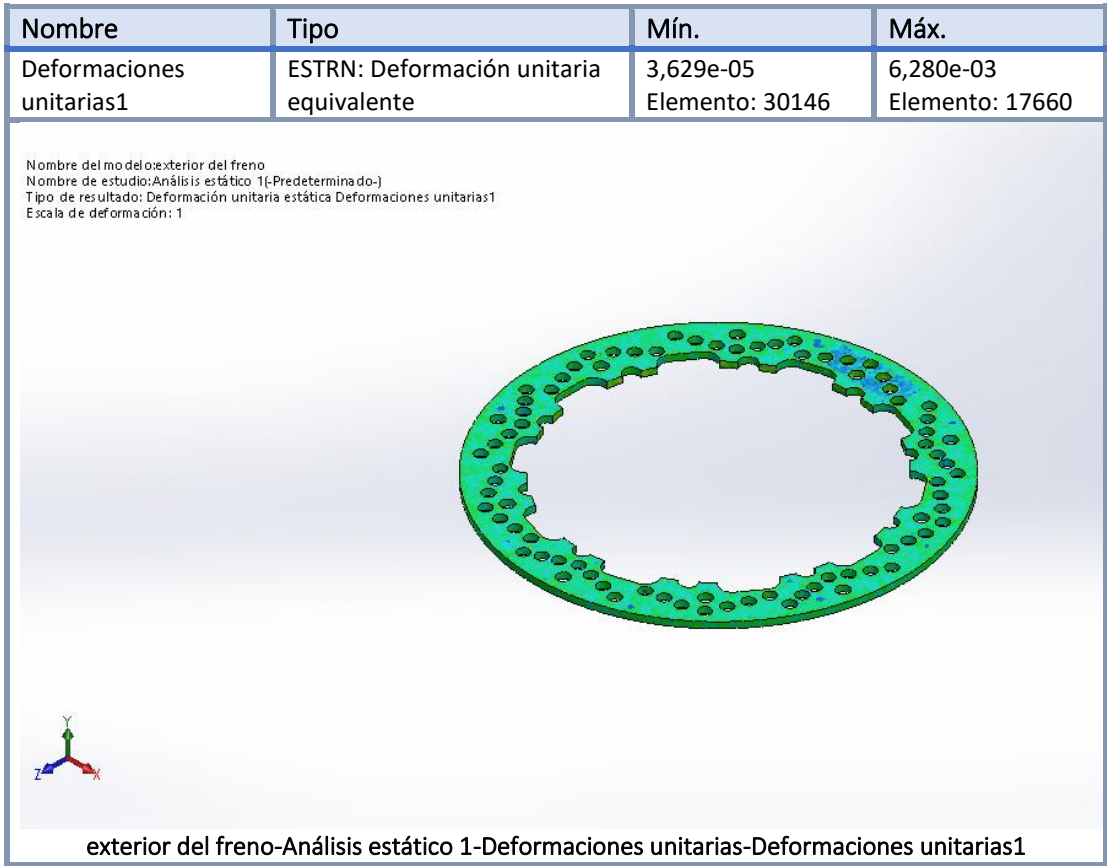 Nombre Tipo Mín. Máx.
Deformaciones unitarias1 ESTRN: Deformación unitaria equivalente 3,629e-05 Elemento: 30146 6,280e-03 Elemento: 17660
Nombre del modelo:exterior del freno
Nombre de estudio:Análisis estático 1(-Predeterminado-)
Tipo de resultado: Deformación unitaria estática Deformaciones unitarias1
Escala de deformación: 1
Y
Z X
exterior del freno-Análisis estático 1-Deformaciones unitarias-Deformaciones unitarias1